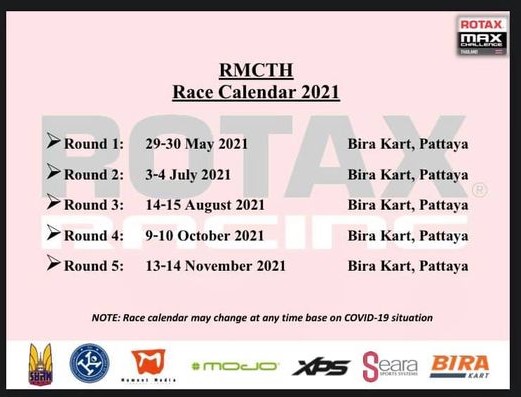 ROTAX
MAX
CHALLENGE
THAILAND
RMCTH
Race Calendar 2021
ROTAX®
RACING
Round 1: 29-30 May 2021 Bira Kart, Pattaya
Round 2: 3-4 July 2021 Bira Kart, Pattaya
Round 3: 14-15 August 2021 Bira Kart, Pattaya
Round 4: 9-10 October 2021 Bira Kart, Pattaya
Round 5: 13-14 November 2021 Bira Kart, Pattaya
NOTE: Race calendar may change at any time base on COVID-19 situation
Moment Media
MOJO
XPS
Seara
SPORTS SYSTEMS
BIRA
KART